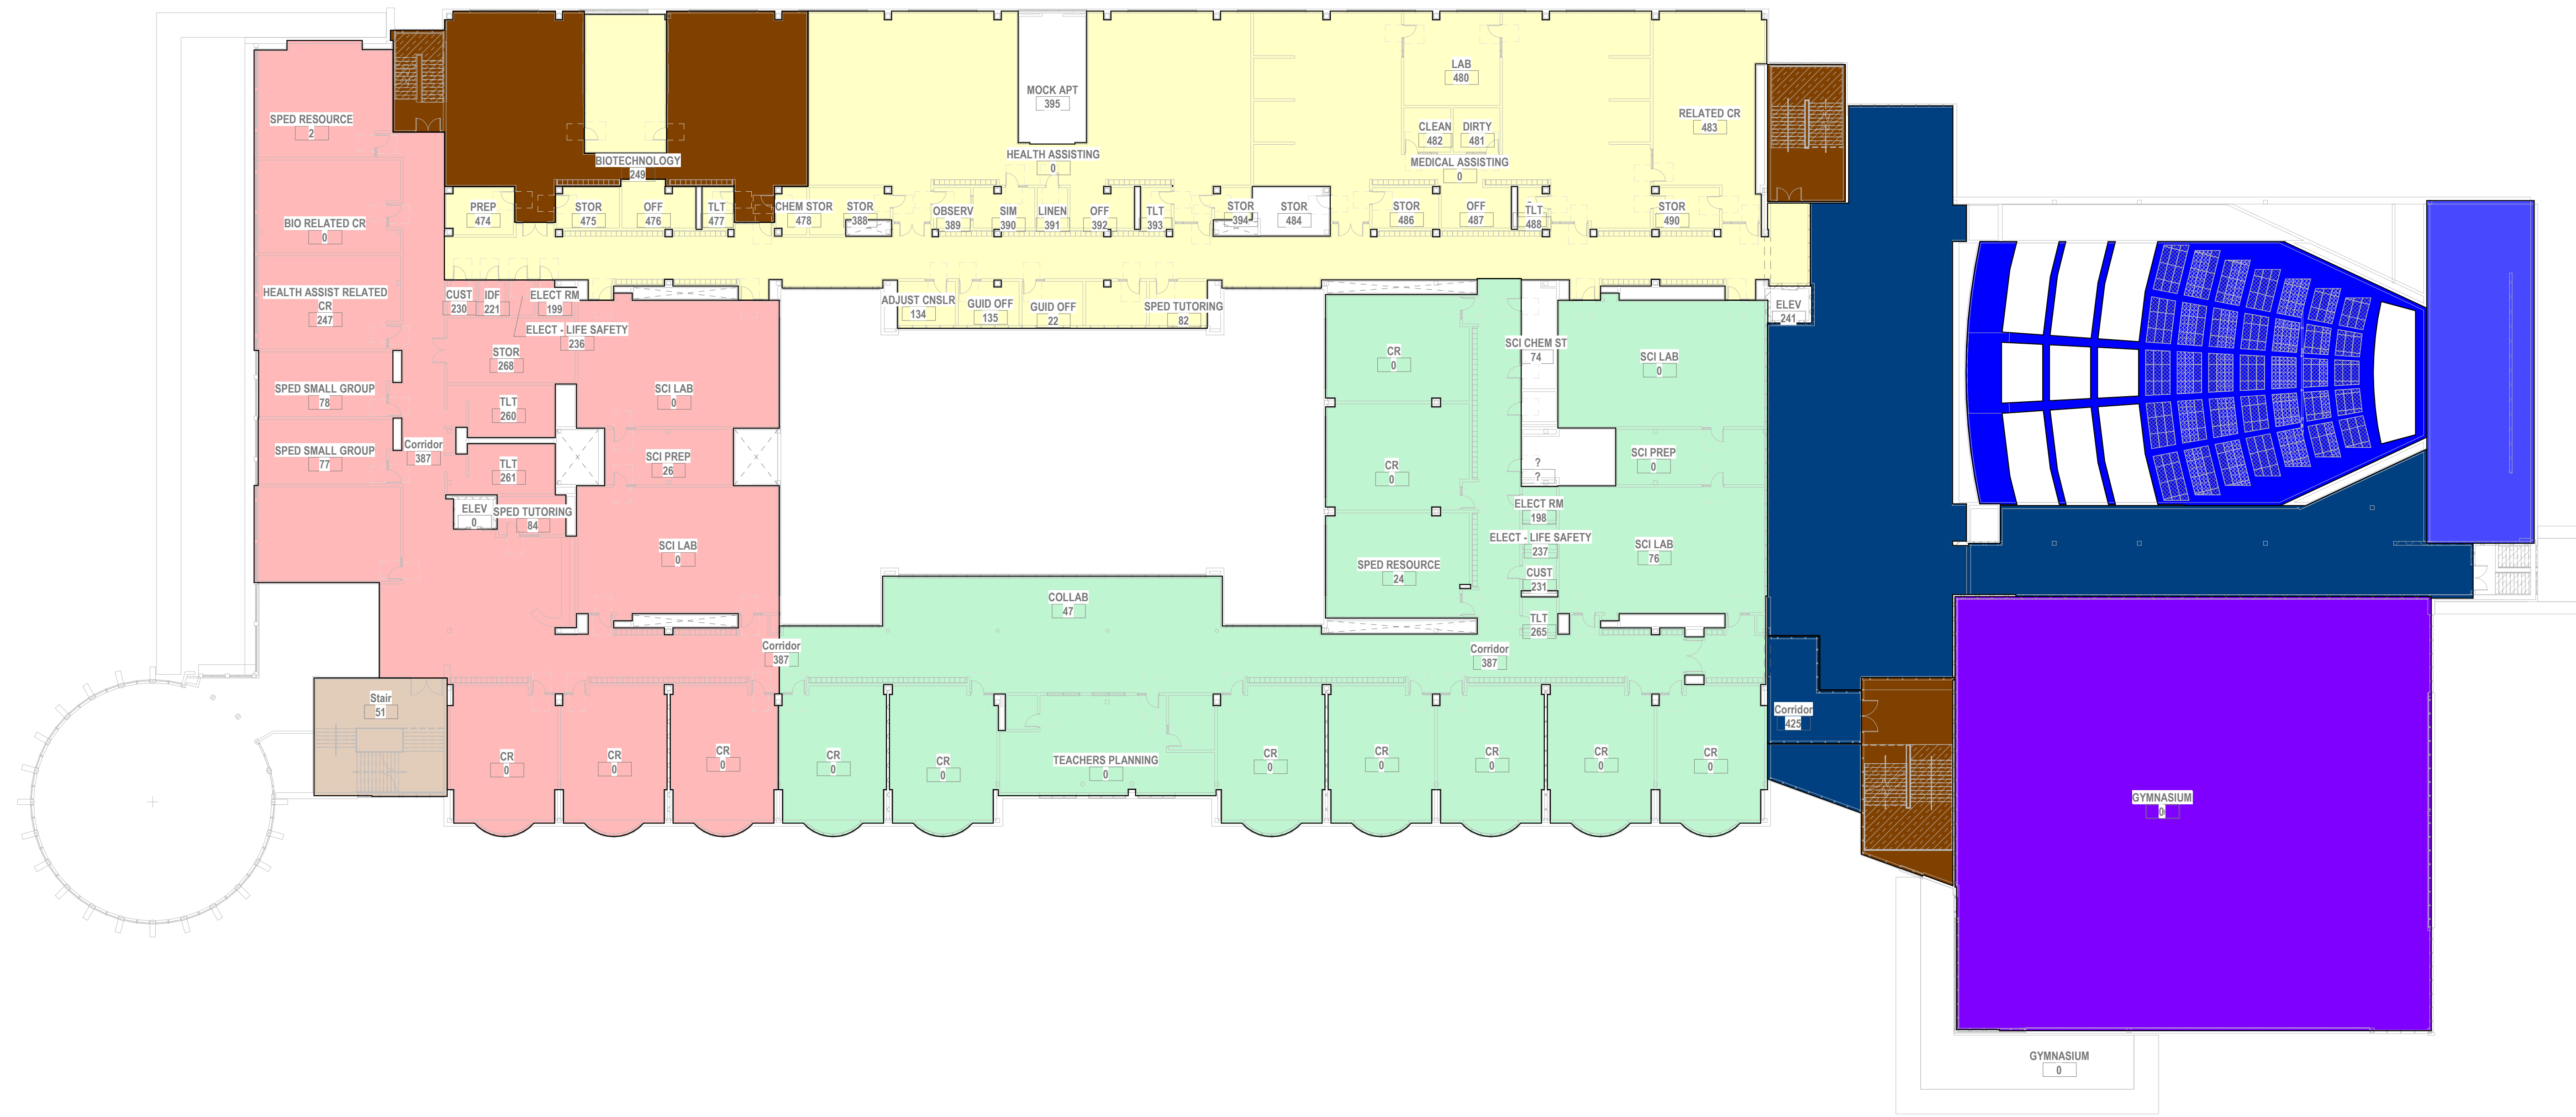 SPED RESOURCE
2
BIO RELATED CR
0
HEALTH ASSIST RELATED
CR
247
SPED SMALL GROUP
78
SPED SMALL GROUP
77
Corridor
387
CUST
230
IDF
221
ELECT RM
199
ELECT - LIFE SAFETY
236
STOR
268
TLT
260
TLT
261
ELEV
0
SPED TUTORING
84
SCI LAB
0
SCI PREP
26
SCI LAB
0
Stair
51
CR
0
CR
0
CR
0
BIOTECHNOLOGY
249
PREP
474
STOR
475
OFF
476
TLT
477
CHEM STOR
478
STOR
388
MOCK APT
395
HEALTH ASSISTING
0
OBSERV
389
SIM
390
LINEN
391
OFF
392
TLT
393
STOR
394
STOR
484
LAB
480
CLEAN
482
DIRTY
481
MEDICAL ASSISTING
0
RELATED CR
483
STOR
486
OFF
487
TLT
488
STOR
490
ADJUST CNSLR
134
GUID OFF
135
GUID OFF
22
SPED TUTORING
82
ELEV
241
CR
0
CR
0
SPED RESOURCE
24
SCI CHEM ST
74
SCI LAB
0
?
?
SCI PREP
0
ELECT RM
198
ELECT - LIFE SAFETY
237
SCI LAB
76
CUST
231
TLT
265
COLLAB
47
Corridor
387
Corridor
387
Corridor
425
CR
0
CR
0
TEACHERS PLANNING
0
CR
0
CR
0
CR
0
CR
0
CR
0
GYMNASIUM
0
GYMNASIUM
0